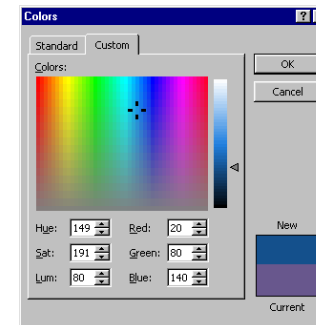 Colors
?
Standard Custom
Colors:
OK
Cancel
Hue: 149 Red: 20
Sat: 191 Green: 80
Lum: 80 Blue: 140
New
Current